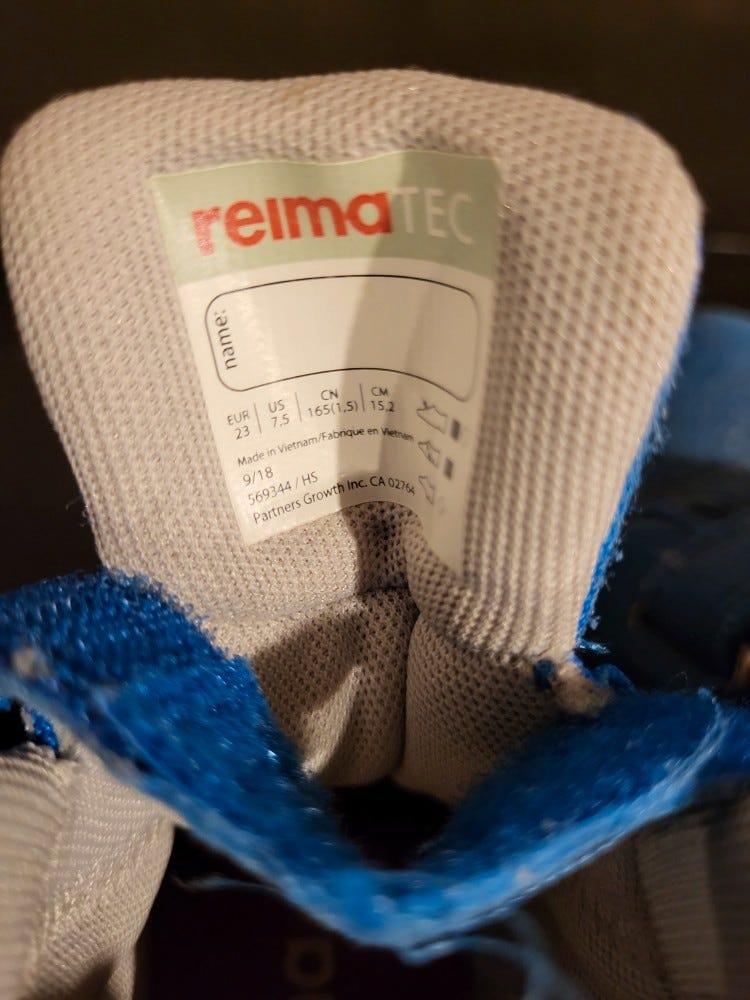 reimaTEC
name:
EUR US CN CM
23 7,5 165(1,5) 15,2
Made in Vietnam/Fabrique en Vietnam
9/18
569344 / HS
Partners Growth Inc. CA 02764